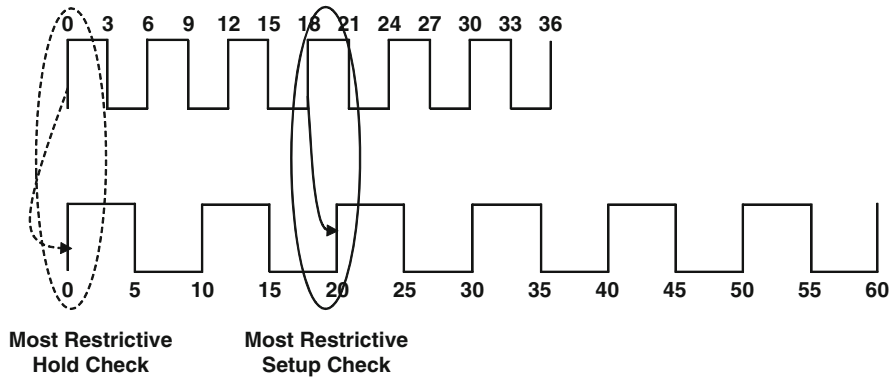 0 3 6 9 12 15 18 21 24 27 30 33 36
0 5 10 15 20 25 30 35 40 45 50 55 60
Most Restrictive
Hold Check
Most Restrictive
Setup Check